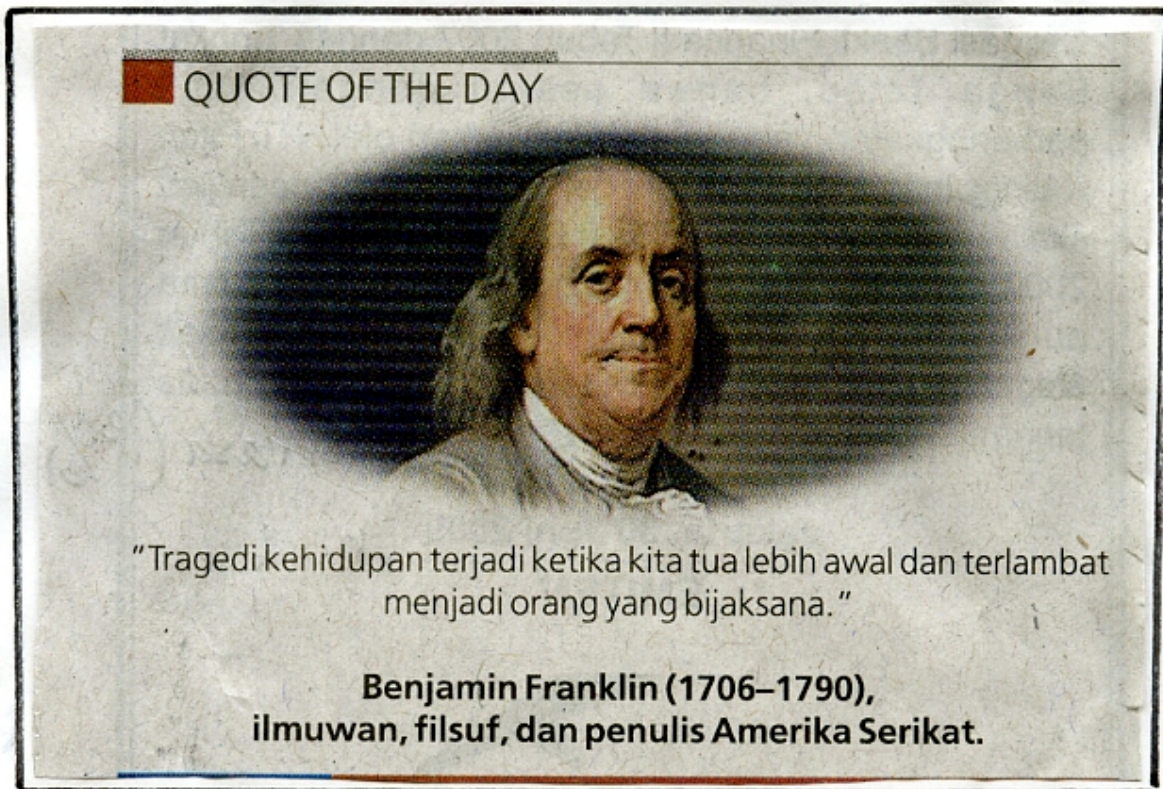 QUOTE OF THE DAY
"Tragedi kehidupan terjadi ketika kita tua lebih awal dan terlambat
menjadi orang yang bijaksana."
Benjamin Franklin (1706–1790),
ilmuwan, filsuf, dan penulis Amerika Serikat.